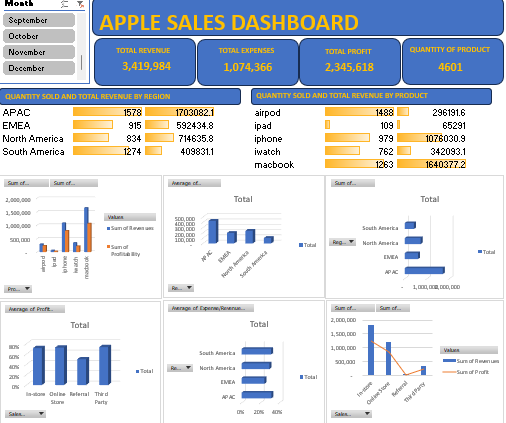 Month
September
October
November
December
APPLE SALES DASHBOARD
TOTAL REVENUE
3,419,984
TOTAL EXPENSES
1,074,366
TOTAL PROFIT
2,345,618
QUANTITY OF PRODUCT
4601
QUANTITY SOLD AND TOTAL REVENUE BY REGION
APAC 1578 1703082.1
EMEA 915 592434.8
North America 834 714635.8
South America 1274 409831.1
QUANTITY SOLD AND TOTAL REVENUE BY PRODUCT
airpod 1488 296191.6
ipad 109 65291
iphone 979 1076030.9
iwatch 762 342093.1
macbook 1263 1640377.2
Sum of... Sum of...
2,000,000
1,500,000
1,000,000
500,000
-
airpod ipad iphone iwatch macbook
Values
Sum of Revenues
Sum of Profitability
Pro...
Average of...
Total
500,000
400,000
300,000
200,000
100,000
-
APAC EMEA North America South America
Total
Re...
Sum of...
Total
South America
North America
EMEA
APAC
Reg...
- 1,000,000 2,000,000
Total
Average of Profit...
Total
80%
60%
40%
20%
0%
In-store Online Store Referral Third Party
Total
Sales...
Average of Expense/Revenue...
Total
South America
North America
EMEA
APAC
Re...
0% 20% 40%
Total
Sum of... Sum of...
2,000,000
1,500,000
1,000,000
500,000
-
In-store Online Store Referral Third Party
Values
Sum of Revenues
Sum of Profit
Sales...